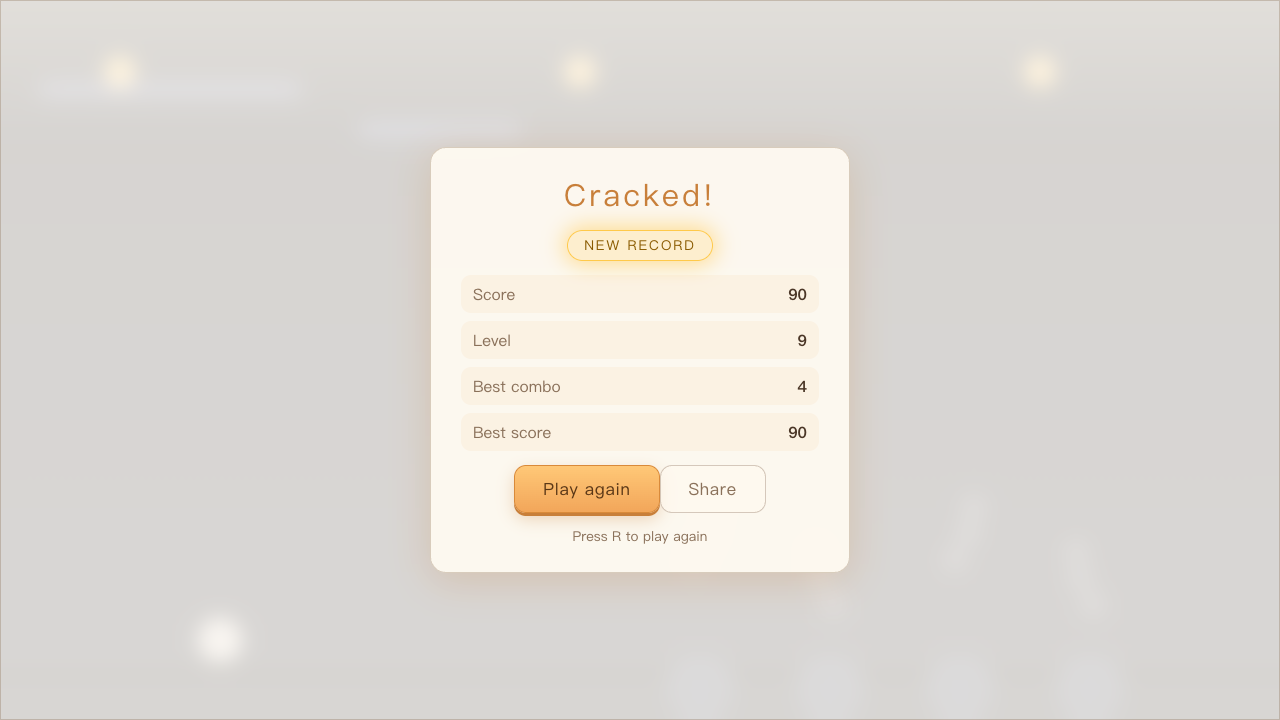 Cracked!
NEW RECORD
Score 90
Level 9
Best combo 4
Best score 90
Play again Share
Press R to play again